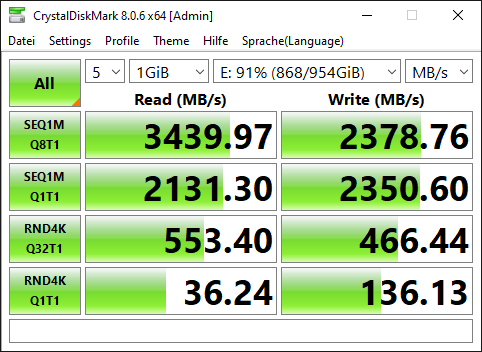 CrystalDiskMark 8.0.6 x64 [Admin]
Datei Settings Profile Theme Hilfe Sprache(Language)
All 5 1GiB E: 91% (868/954GiB) MB/s
Read (MB/s) Write (MB/s)
SEQ1M
Q8T1 3439.97 2378.76
SEQ1M
Q1T1 2131.30 2350.60
RND4K
Q32T1 553.40 466.44
RND4K
Q1T1 36.24 136.13